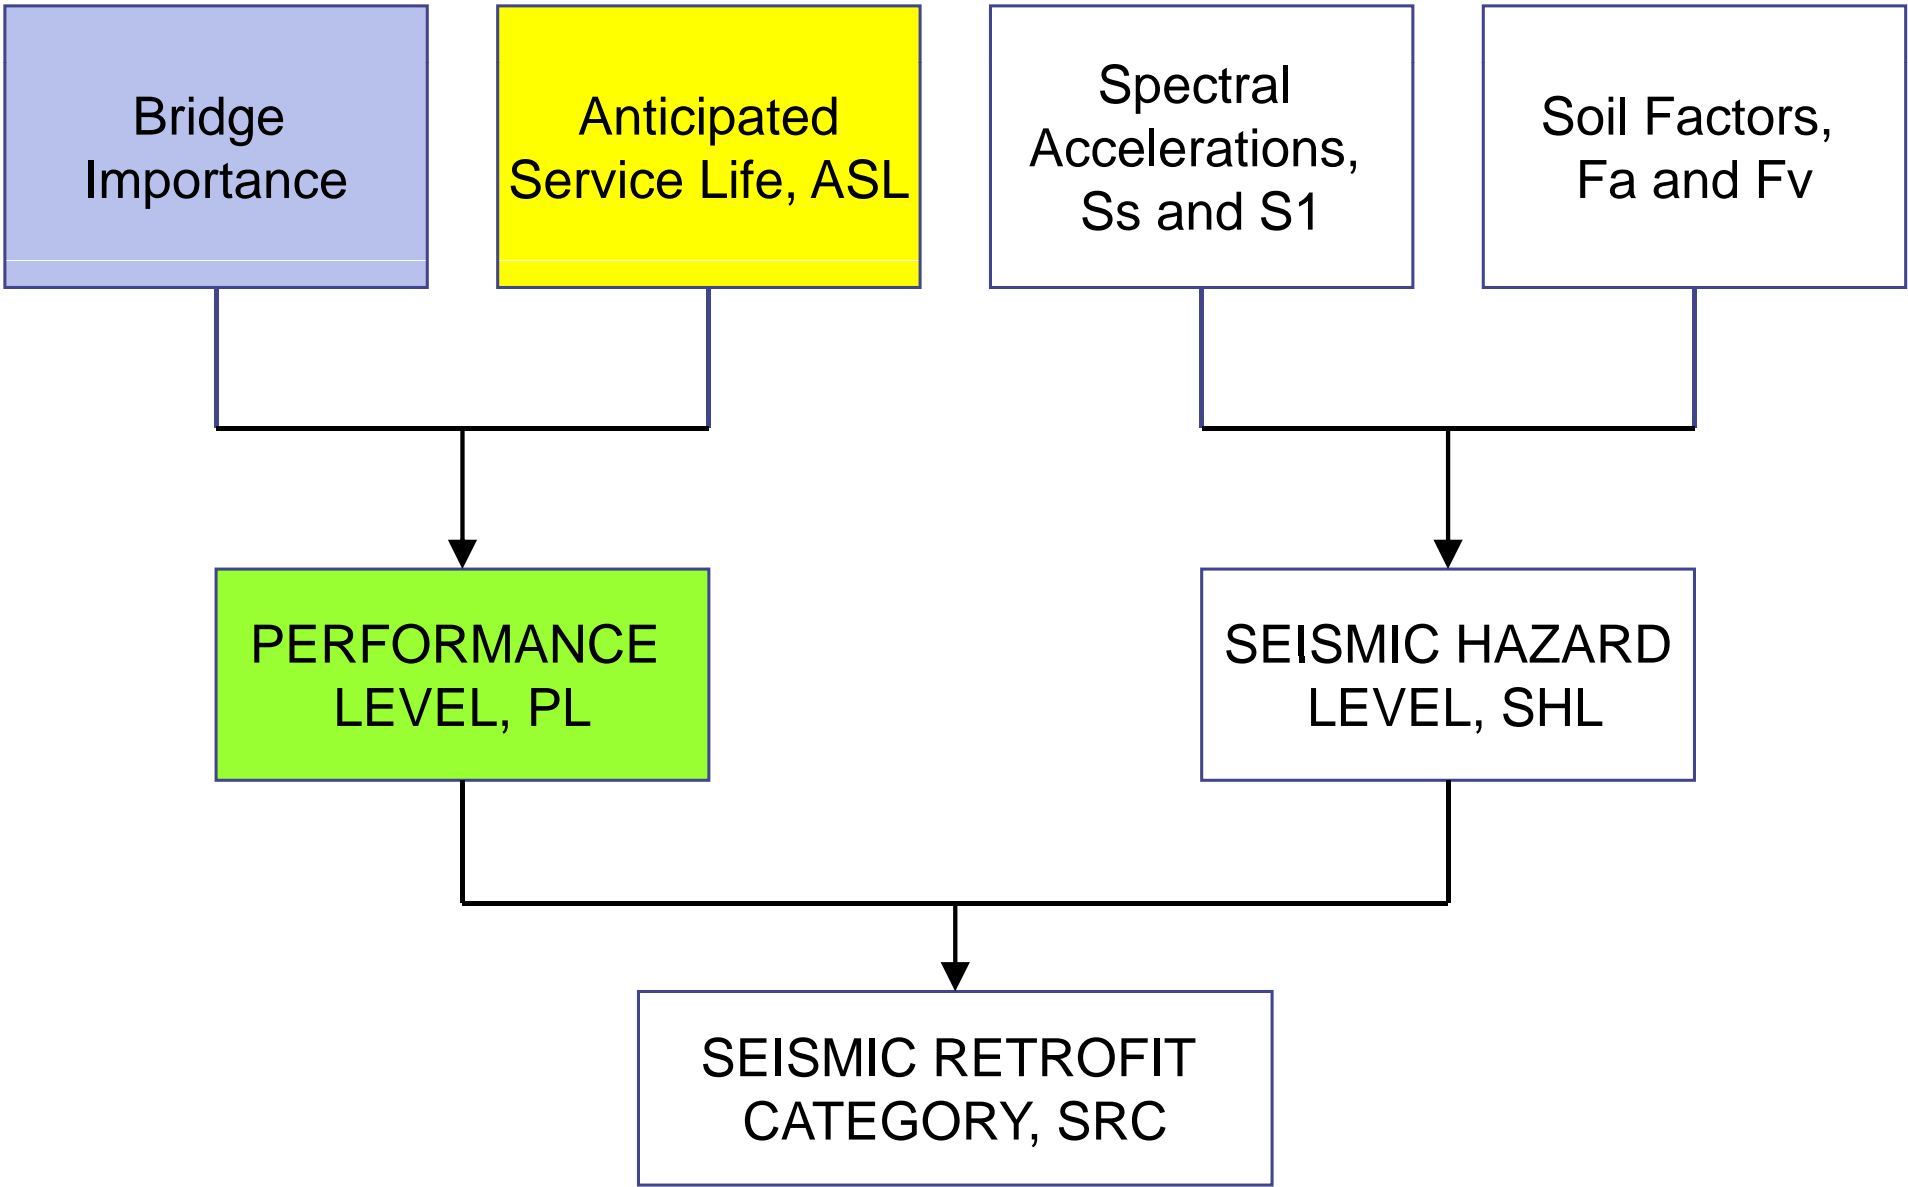 Bridge
Importance
Anticipated
Service Life, ASL
Spectral
Accelerations,
Ss and S1
Soil Factors,
Fa and Fv
PERFORMANCE
LEVEL, PL
SEISMIC HAZARD
LEVEL, SHL
SEISMIC RETROFIT
CATEGORY, SRC